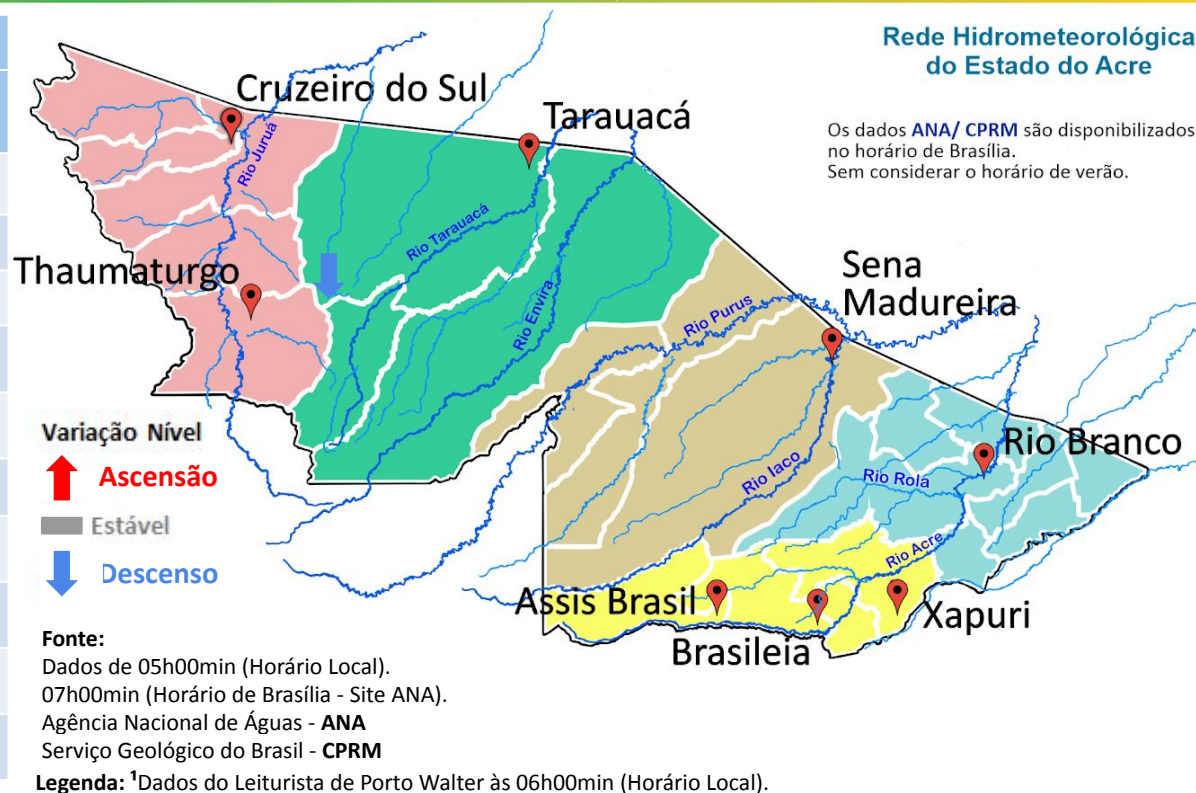 Rede Hidrometeorológica
do Estado do Acre
Os dados ANA/ CPRM são disponibilizados
no horário de Brasília.
Sem considerar o horário de verão.
Cruzeiro do Sul
Tarauacá
Rio Juruá
Rio Tarauacá
Thaumaturgo
Rio Envira
Sena
Madureira
Rio Purus
Rio Branco
Rio Iaco
Rio Rola
Rio Acre
Assis Brasil
Xapuri
Brasileia
Variação Nível
Ascensão
Estável
Descenso
Fonte:
Dados de 05h00min (Horário Local).
07h00min (Horário de Brasília - Site ANA).
Agência Nacional de Águas - ANA
Serviço Geológico do Brasil - CPRM
Legenda: ¹Dados do Leiturista de Porto Walter às 06h00min (Horário Local).